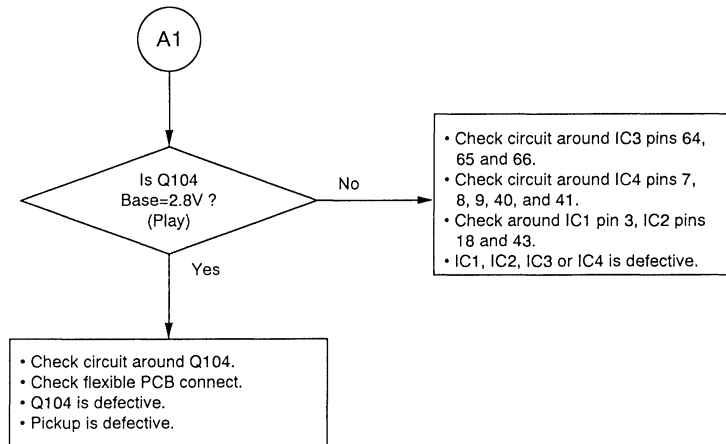 A1
Is Q104
Base=2.8V ?
(Play)
No
• Check circuit around IC3 pins 64,
65 and 66.
• Check circuit around IC4 pins 7,
8, 9, 40, and 41.
• Check around IC1 pin 3, IC2 pins
18 and 43.
• IC1, IC2, IC3 or IC4 is defective.
Yes
• Check circuit around Q104.
• Check flexible PCB connect.
• Q104 is defective.
• Pickup is defective.